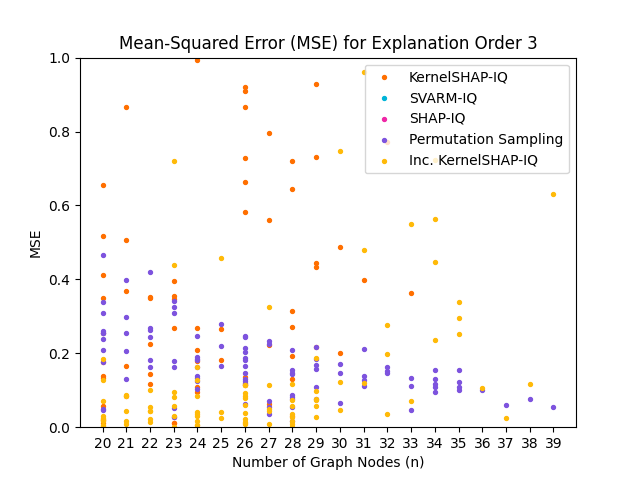 Mean-Squared Error (MSE) for Explanation Order 3
1.0
0.8
0.6
0.4
0.2
0.0
MSE
KernelSHAP-IQ
SVARM-IQ
SHAP-IQ
Permutation Sampling
Inc. KernelSHAP-IQ
20 21 22 23 24 25 26 27 28 29 30 31 32 33 34 35 36 37 38 39
Number of Graph Nodes (n)